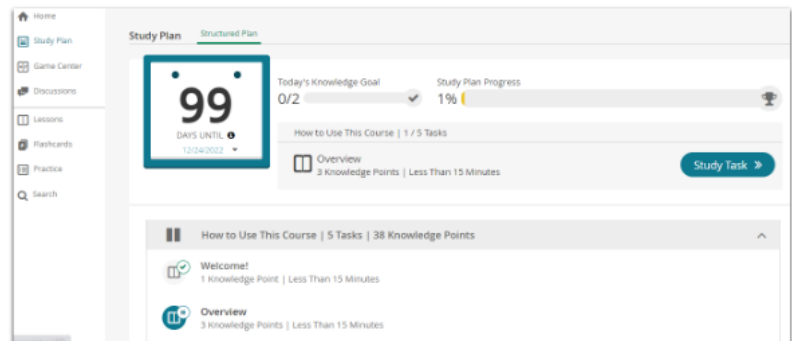 Home
Study Plan
Game Center
Discussions
Lessons
Flashcards
Practice
Search
Study Plan Structured Plan
99
DAYS UNTIL
12/24/2022
Today's Knowledge Goal
0/2
Study Plan Progress
1%
How to Use This Course | 1 / 5 Tasks
Overview
3 Knowledge Points | Less Than 15 Minutes
Study Task
How to Use This Course | 5 Tasks | 38 Knowledge Points
Welcome!
1 Knowledge Point | Less Than 15 Minutes
Overview
3 Knowledge Points | Less Than 15 Minutes